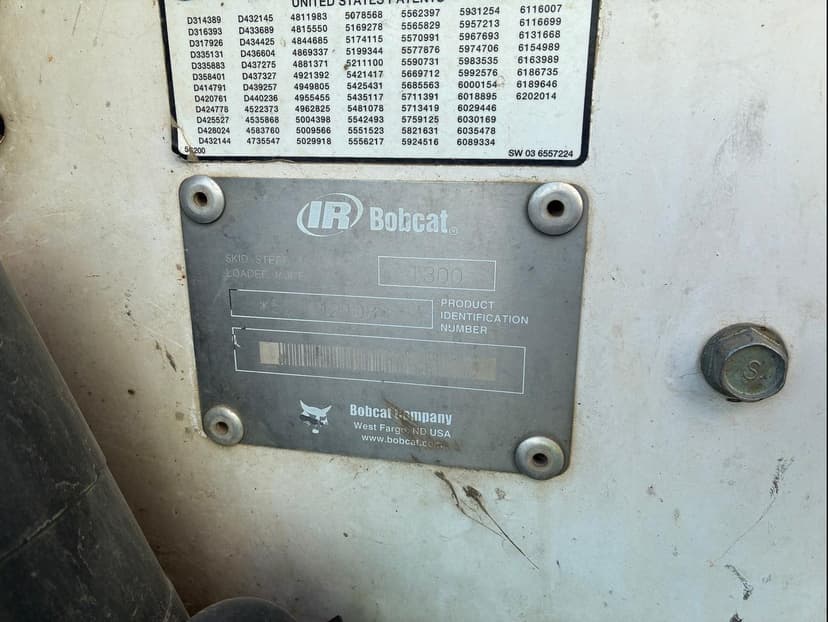 UNITED STATES PATENTS
D314389 D432145 4811983 5078568 5562397 5931254 6116007
D316393 D433689 4815550 5169278 5565829 5957213 6116699
D317926 D434425 4844685 5174115 5570991 5967693 6131668
D335131 D436604 4869337 5199344 5577876 5974706 6154989
D335883 D437275 4881371 5211100 5590731 5983535 6163989
D358401 D437327 4921392 5421417 5669712 5992576 6186735
D414791 D439257 4949805 5425431 5685563 6000154 6189646
D420761 D440236 4955455 5435117 5711391 6018895 6202014
D424778 4522373 4962825 5481078 5713419 6029446
D425527 4535868 5004398 5542493 5759125 6030169
D428024 4583760 5009566 5551523 5821631 6035478
D432144 4735547 5029918 5556217 5924516 6089334
SW 03 6557224
IR Bobcat®
SKID STEER
LOADER
PRODUCT
IDENTIFICATION
NUMBER
Bobcat Company
West Fargo, ND USA
www.bobcat.com
S